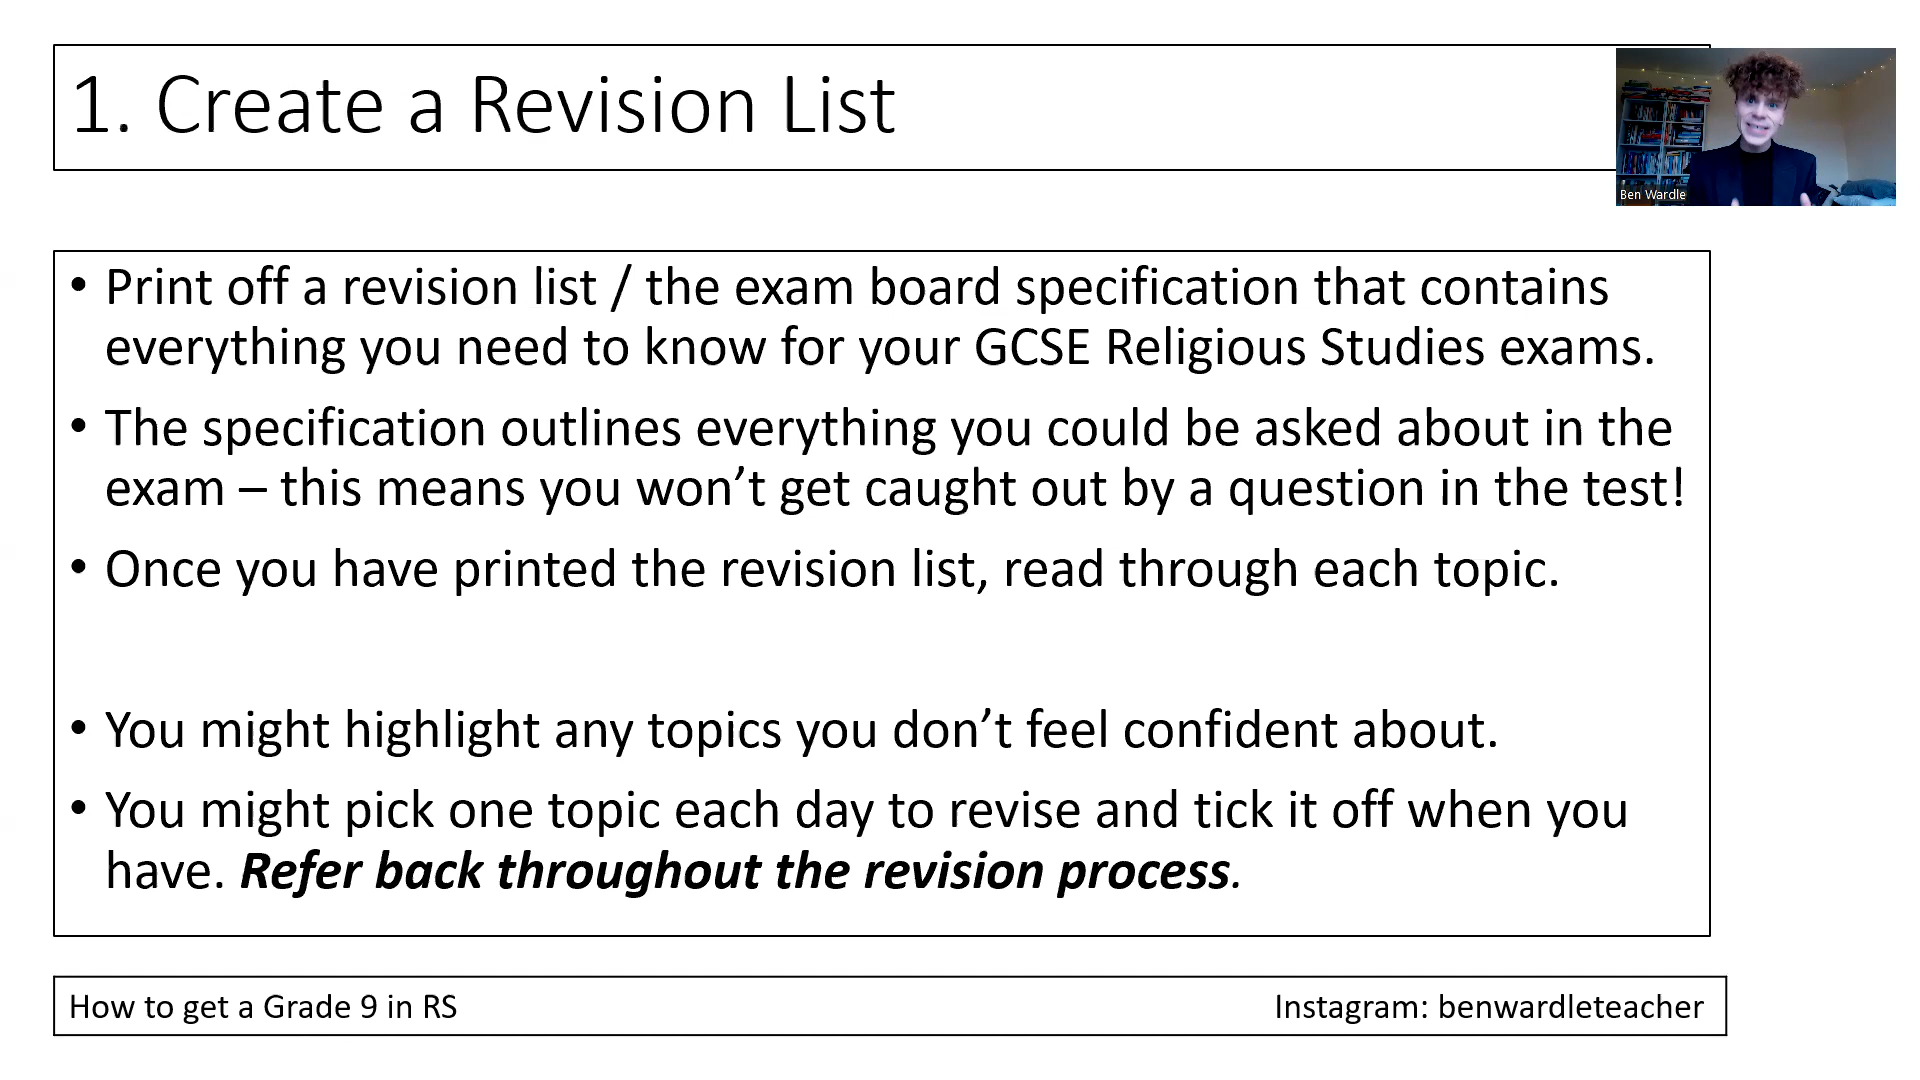 1. Create a Revision List
Ben Wardle
• Print off a revision list / the exam board specification that contains
everything you need to know for your GCSE Religious Studies exams.
• The specification outlines everything you could be asked about in the
exam – this means you won’t get caught out by a question in the test!
• Once you have printed the revision list, read through each topic.
• You might highlight any topics you don’t feel confident about.
• You might pick one topic each day to revise and tick it off when you
have. Refer back throughout the revision process.
How to get a Grade 9 in RS
Instagram: benwardleteacher